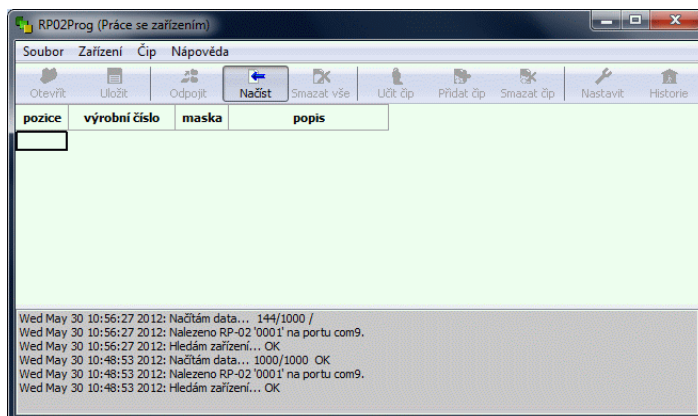 RP02Prog (Práce se zařízením)
Soubor Zařízení Čip Nápověda
Otevřít Uložit Odpojit Načíst Smazat vše Učit čip Přidat čip Smazat čip Nastavit Historie
pozice výrobní číslo maska popis
Wed May 30 10:56:27 2012: Načítám data... 144/1000 /
Wed May 30 10:56:27 2012: Nalezeno RP-02 '0001' na portu com9.
Wed May 30 10:56:27 2012: Hledám zařízení... OK
Wed May 30 10:48:53 2012: Načítám data... 1000/1000 OK
Wed May 30 10:48:53 2012: Nalezeno RP-02 '0001' na portu com9.
Wed May 30 10:48:53 2012: Hledám zařízení... OK